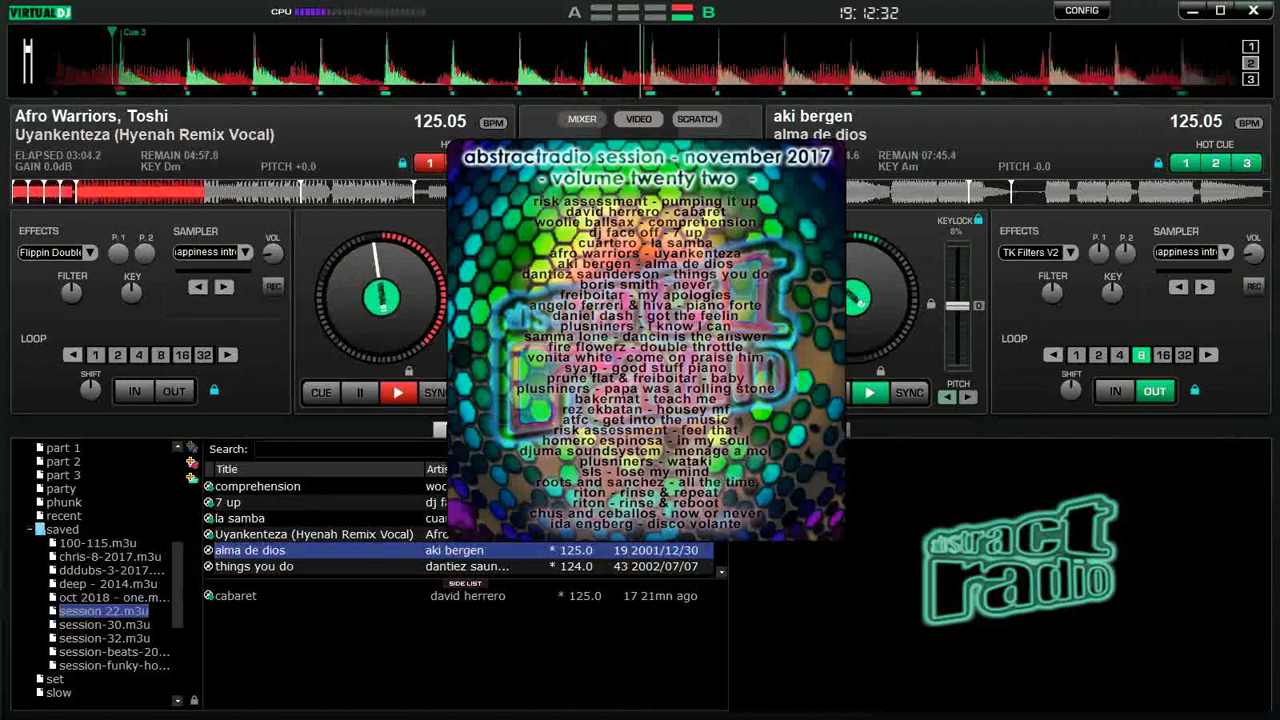 VIRTUAL DJ
CPU
A
B
19:12:32
CONFIG
Cue 3
1
2
3
Afro Warriors, Toshi
Uyankenteza (Hyenah Remix Vocal)
125.05 BPM
ELAPSED 03:04.2 REMAIN 04:57.8
GAIN 0.0dB KEY Dm PITCH +0.0
1
MIXER VIDEO SCRATCH
aki bergen
alma de dios
125.05 BPM
REMAIN 07:45.4
KEY Am PITCH -0.0
HOT CUE
1 2 3
abstractradio session - november 2017
- volume twenty two -
risk assessment - pumping it up
david herrero - cabaret
woolie ballsax - comprehension
dj face off - 7 up
cuartero - la samba
afro warriors - uyankenteza
aki bergen - alma de dios
dantiez saunderson - things you do
boris smith - never
freiboitar - my apologies
angelo ferreri & hiva - piano forte
daniel dash - got the feelin
plusniners - I know I can
samma lone - dancin is the answer
fire flowerz - double throttle
vonita white - come on praise him
syap - good stuff piano
prune flat & freiboitar - baby
plusniners - papa was a rolling stone
bakermat - teach me
rez ekbatan - housey mf
atfc - get into the music
risk assessment - feel that
homero espinosa - in my soul
djuma soundsystem - menage a moi
plusniners - wataki
sls - lose my mind
roots and sanchez - all the time
riton - rinse & repeat
riton - rinse & reboot
chus and ceballos - now or never
ida engberg - disco volante
EFFECTS
Flippin Double
P. 1 P. 2
SAMPLER
appiness intro
VOL
FILTER KEY
REC
LOOP
1 2 4 8 16 32
SHIFT
IN OUT
CUE
SYNC
KEYLOCK
8%
0
PITCH
SYNC
EFFECTS
TK Filters V2
P. 1 P. 2
SAMPLER
appiness intro
VOL
FILTER KEY
REC
LOOP
1 2 4 8 16 32
SHIFT
IN OUT
part 1
part 2
part 3
party
phunk
recent
saved
100-115.m3u
chris-8-2017.m3u
dddubs-3-2017....
deep - 2014.m3u
oct 2018 - one.m...
session 22.m3u
session-30.m3u
session-32.m3u
session-beats-20...
session-funky-ho...
set
slow
Search:
Title
comprehension
7 up
la samba
Uyankenteza (Hyenah Remix Vocal)
alma de dios aki bergen * 125.0 19 2001/12/30
things you do dantiez saun... * 124.0 43 2002/07/07
SIDE LIST
cabaret david herrero * 125.0 17 21mn ago
abstract
radio